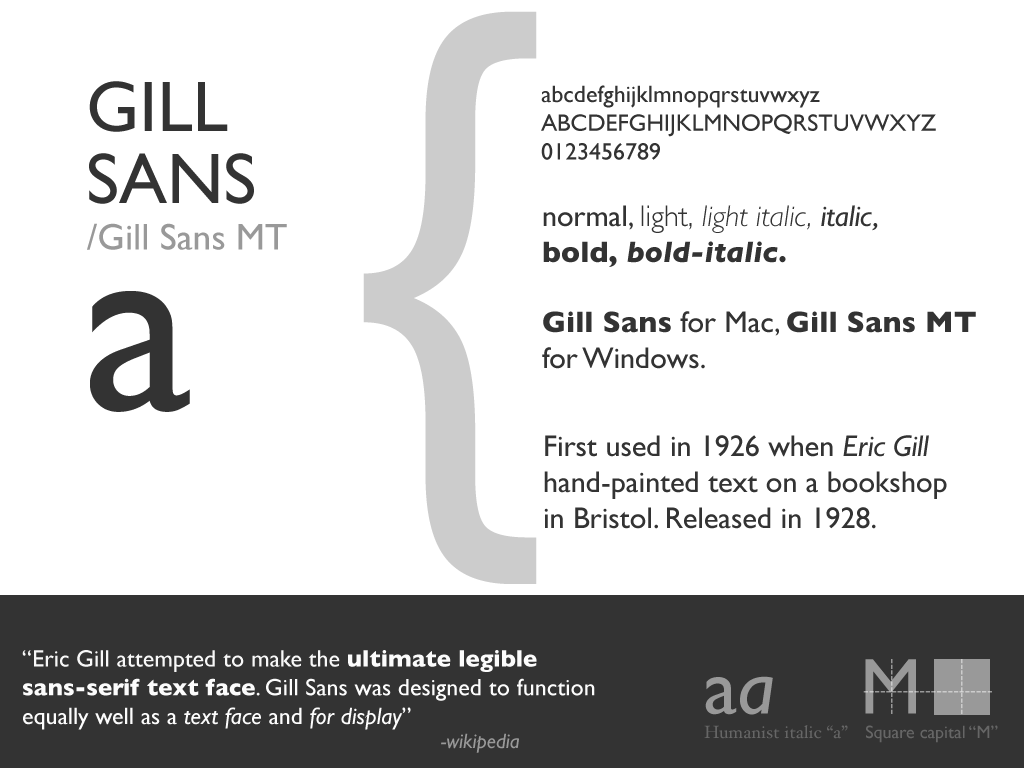 GILL
SANS
/Gill Sans MT
a
{
abcdefghijklmnopqrstuvwxyz
ABCDEFGHIJKLMNOPQRSTUVWXYZ
0123456789
normal, light, light italic, italic,
bold, bold-italic.
Gill Sans for Mac, Gill Sans MT
for Windows.
First used in 1926 when Eric Gill
hand-painted text on a bookshop
in Bristol. Released in 1928.
“Eric Gill attempted to make the ultimate legible
sans-serif text face. Gill Sans was designed to function
equally well as a text face and for display”
-wikipedia
aa
Humanist italic “a”
M
Square capital “M”